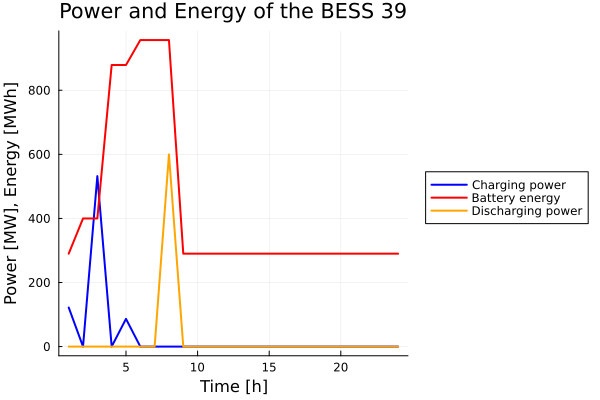 Power and Energy of the BESS 39
Power [MW], Energy [MWh]
800
600
400
200
0
5
10
15
20
Time [h]
Charging power
Battery energy
Discharging power